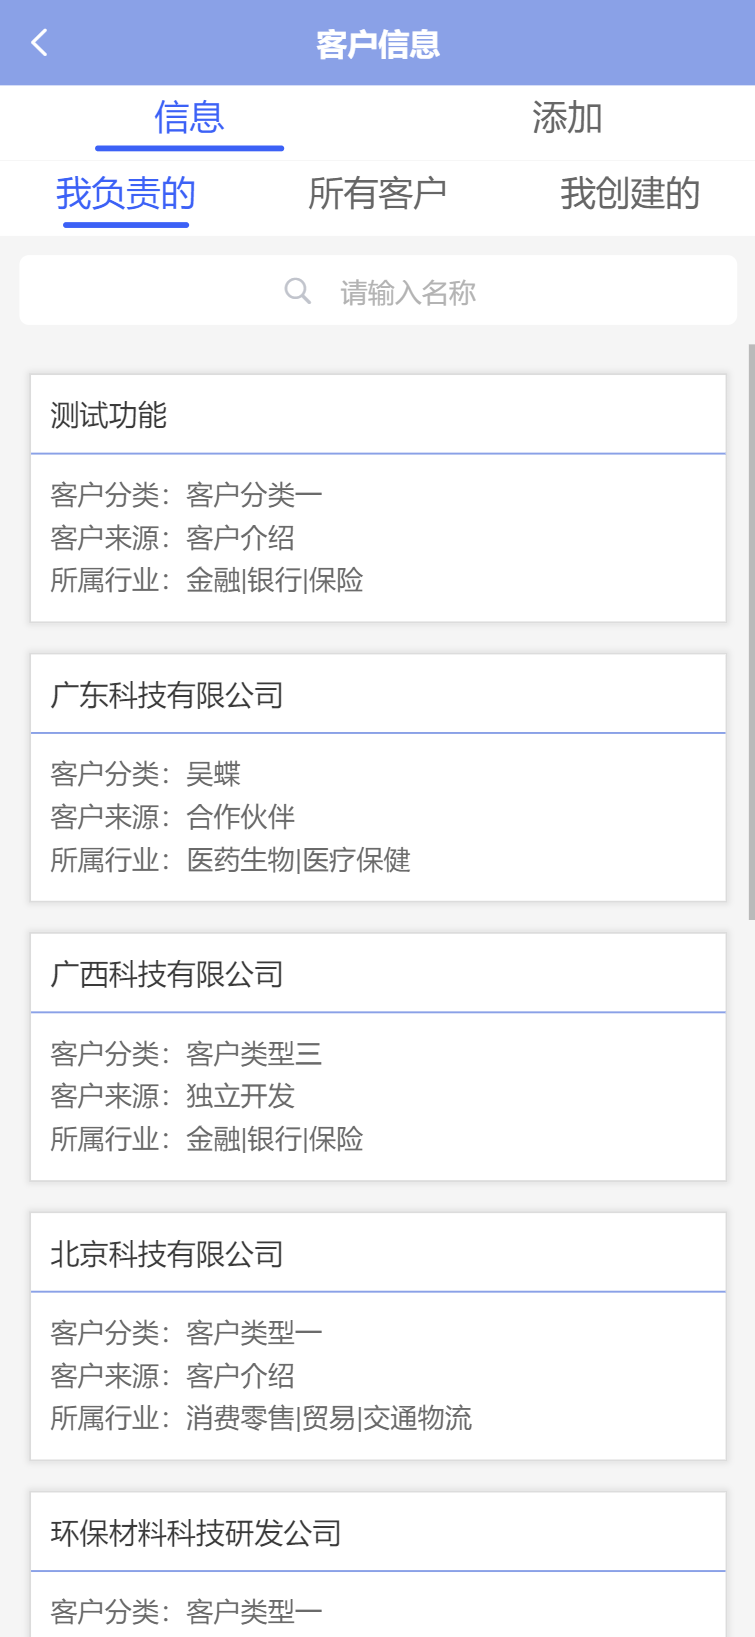 客户信息
信息 添加
我负责的 所有客户 我创建的
请输入名称
测试功能
客户分类：客户分类一
客户来源：客户介绍
所属行业：金融|银行|保险
广东科技有限公司
客户分类：吴蝶
客户来源：合作伙伴
所属行业：医药生物|医疗保健
广西科技有限公司
客户分类：客户类型三
客户来源：独立开发
所属行业：金融|银行|保险
北京科技有限公司
客户分类：客户类型一
客户来源：客户介绍
所属行业：消费零售|贸易|交通物流
环保材料科技研发公司
客户分类：客户类型一